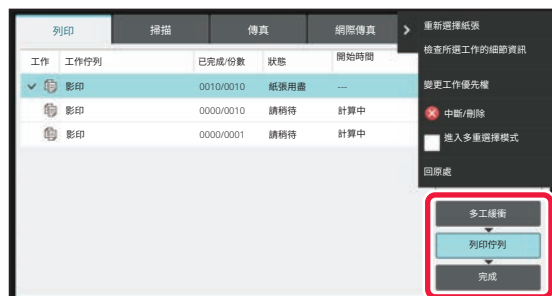 列印 掃描 傳真 網際傳真
工作 工作佇列 已完成/份數 狀態 開始時間
影印 0010/0010 紙張用盡 ---
影印 0000/0010 請稍待 計算中
影印 0000/0001 請稍待 計算中
重新選擇紙張
檢查所選工作的細節資訊
變更工作優先權
中斷/刪除
進入多重選擇模式
回原處
多工緩衝
列印佇列
完成